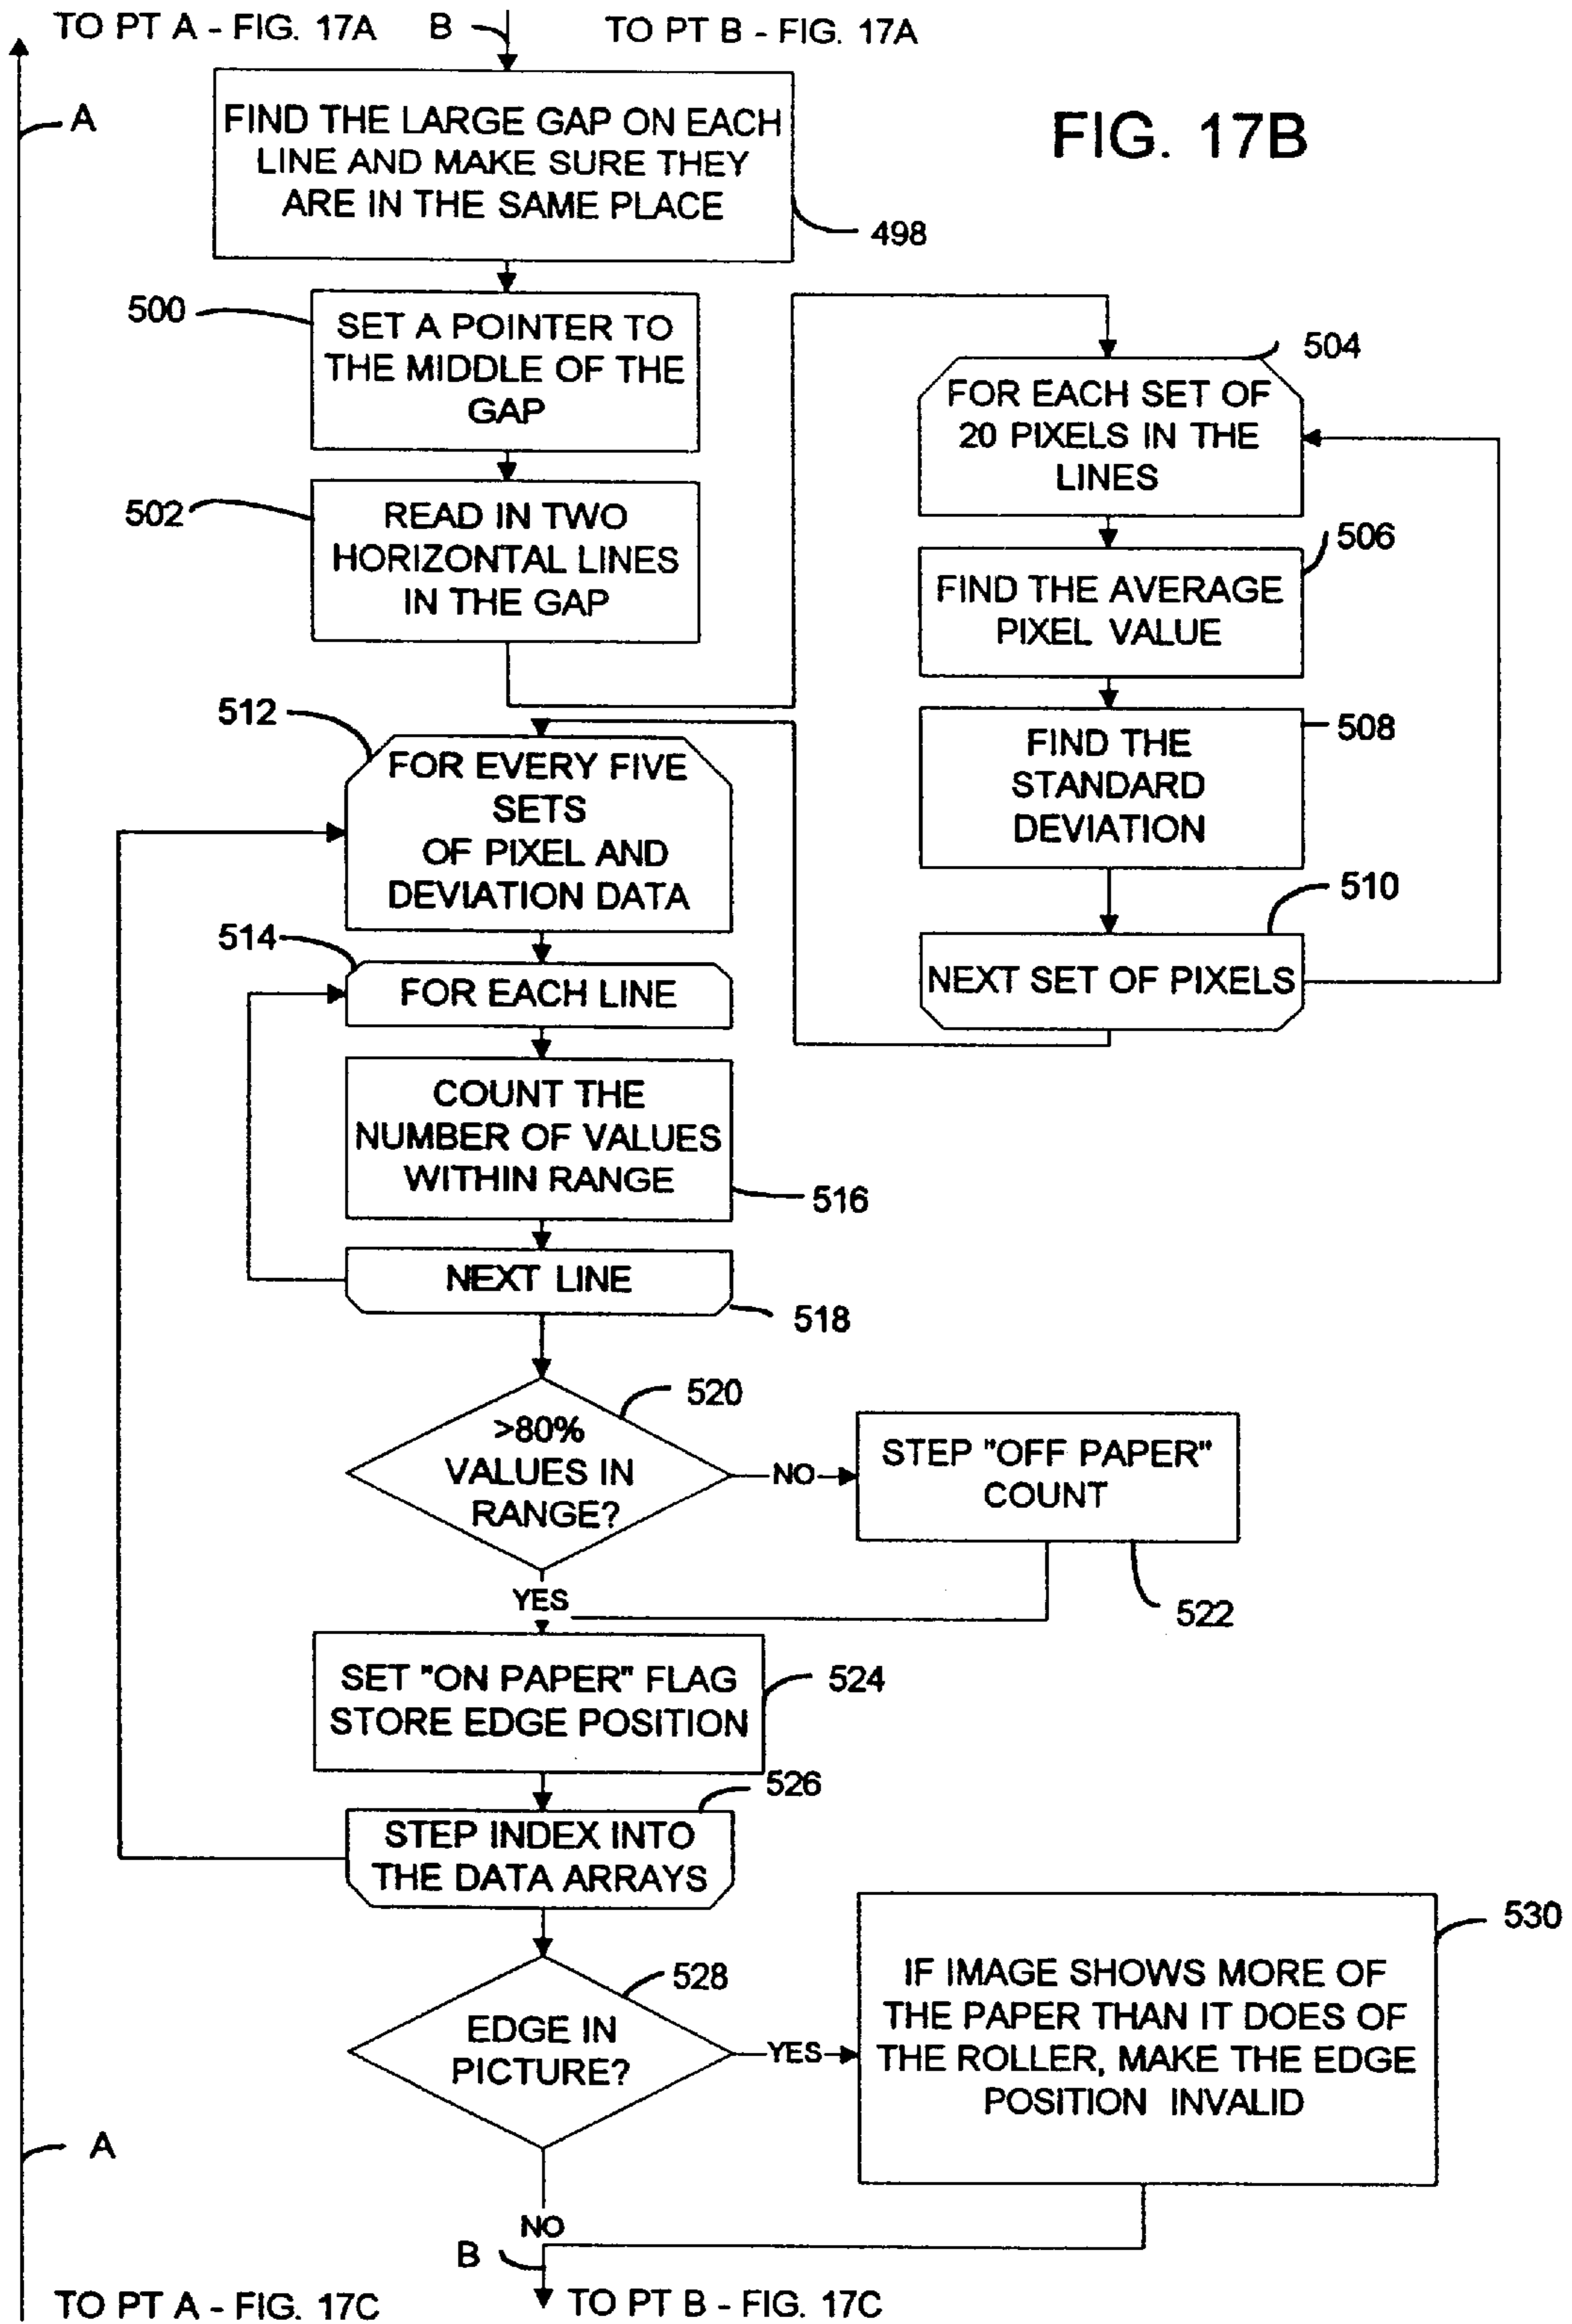 TO PT A - FIG. 17A
B
TO PT B - FIG. 17A
A
FIG. 17B
FIND THE LARGE GAP ON EACH
LINE AND MAKE SURE THEY
ARE IN THE SAME PLACE
498
500
SET A POINTER TO
THE MIDDLE OF THE
GAP
502
READ IN TWO
HORIZONTAL LINES
IN THE GAP
504
FOR EACH SET OF
20 PIXELS IN THE
LINES
506
FIND THE AVERAGE
PIXEL VALUE
508
FIND THE
STANDARD
DEVIATION
510
NEXT SET OF PIXELS
512
FOR EVERY FIVE
SETS
OF PIXEL AND
DEVIATION DATA
514
FOR EACH LINE
COUNT THE
NUMBER OF VALUES
WITHIN RANGE
516
NEXT LINE
518
520
>80%
VALUES IN
RANGE?
NO
STEP "OFF PAPER"
COUNT
522
YES
SET "ON PAPER" FLAG
STORE EDGE POSITION
524
526
STEP INDEX INTO
THE DATA ARRAYS
528
EDGE IN
PICTURE?
YES
530
IF IMAGE SHOWS MORE OF
THE PAPER THAN IT DOES OF
THE ROLLER, MAKE THE EDGE
POSITION INVALID
A
NO
B
TO PT A - FIG. 17C
TO PT B - FIG. 17C